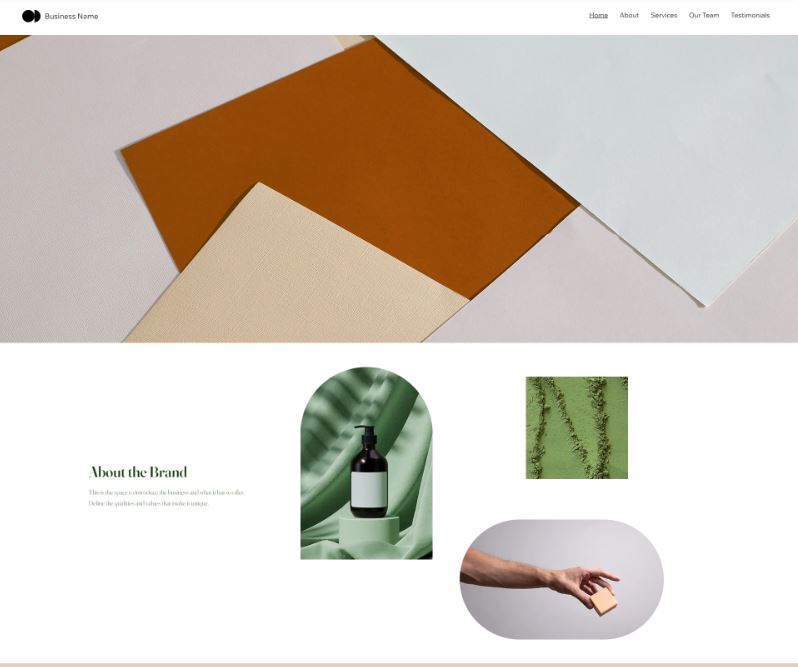 Business Name
Home About Services Our Team Testimonials
About the Brand
This is the space to introduce the business and what it has to offer.
Define the qualities and values that make it unique.